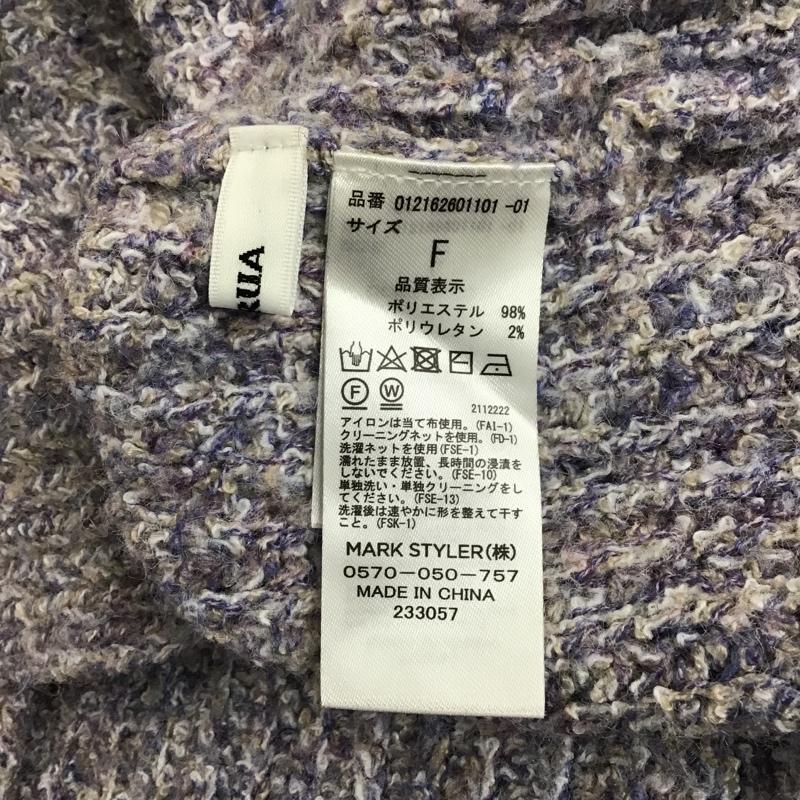 RUA
品番 012162601101 -01
サイズ
F
品質表示
ポリエステル 98%
ポリウレタン 2%
F W
2112222
アイロンは当て布使用。(FAI-1)
クリーニングネットを使用。(FD-1)
洗濯ネットを使用(FSE-1)
濡れたまま放置、長時間の浸漬を
しないでください。(FSE-10)
単独洗い・単独クリーニングをし
てください。(FSE-13)
洗濯後は速やかに形を整えて干す
こと。(FSK-1)
MARK STYLER(株)
0570-050-757
MADE IN CHINA
233057